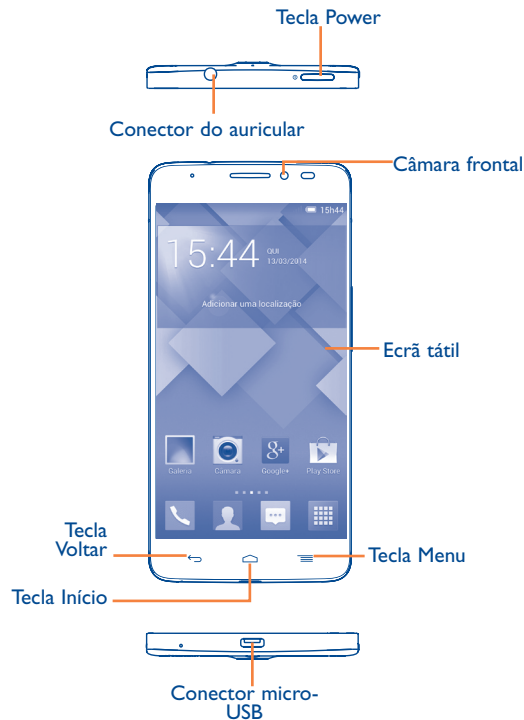 Tecla Power
Conector do auricular
Câmara frontal
15h44
15:44
QUI
13/03/2014
Adicionar uma localização
Ecrã tátil
Galeria
Câmara
Google+
Play Store
Tecla
Voltar
Tecla Menu
Tecla Início
Conector micro-
USB